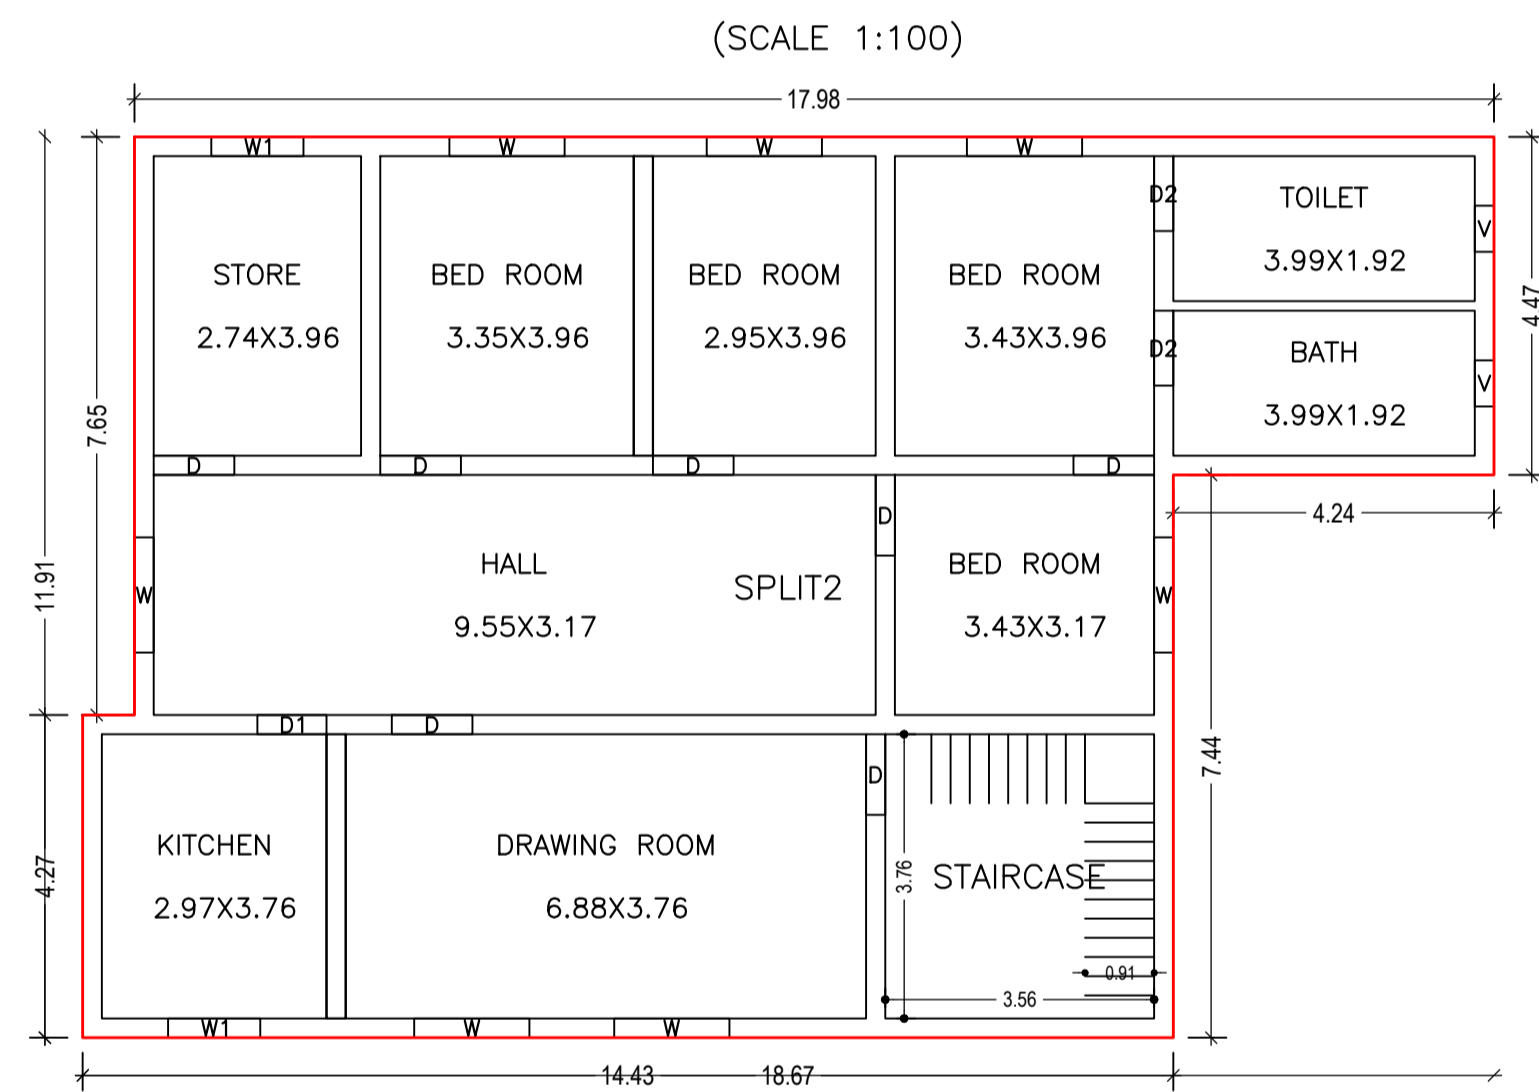 (SCALE 1:100)
17.98
W1 W W W
D2 TOILET
3.99X1.92
V
STORE
2.74X3.96
BED ROOM
3.35X3.96
BED ROOM
2.95X3.96
BED ROOM
3.43X3.96
D2 BATH
3.99X1.92
V
4.47
7.65
D D D D
4.24
11.91
W
HALL
9.55X3.17
SPLIT2
D
BED ROOM
3.43X3.17
W
D1 D
7.44
4.27
KITCHEN
2.97X3.76
DRAWING ROOM
6.88X3.76
D
3.76
STAIRCASE
0.91
3.56
W1 W W
14.43 18.67